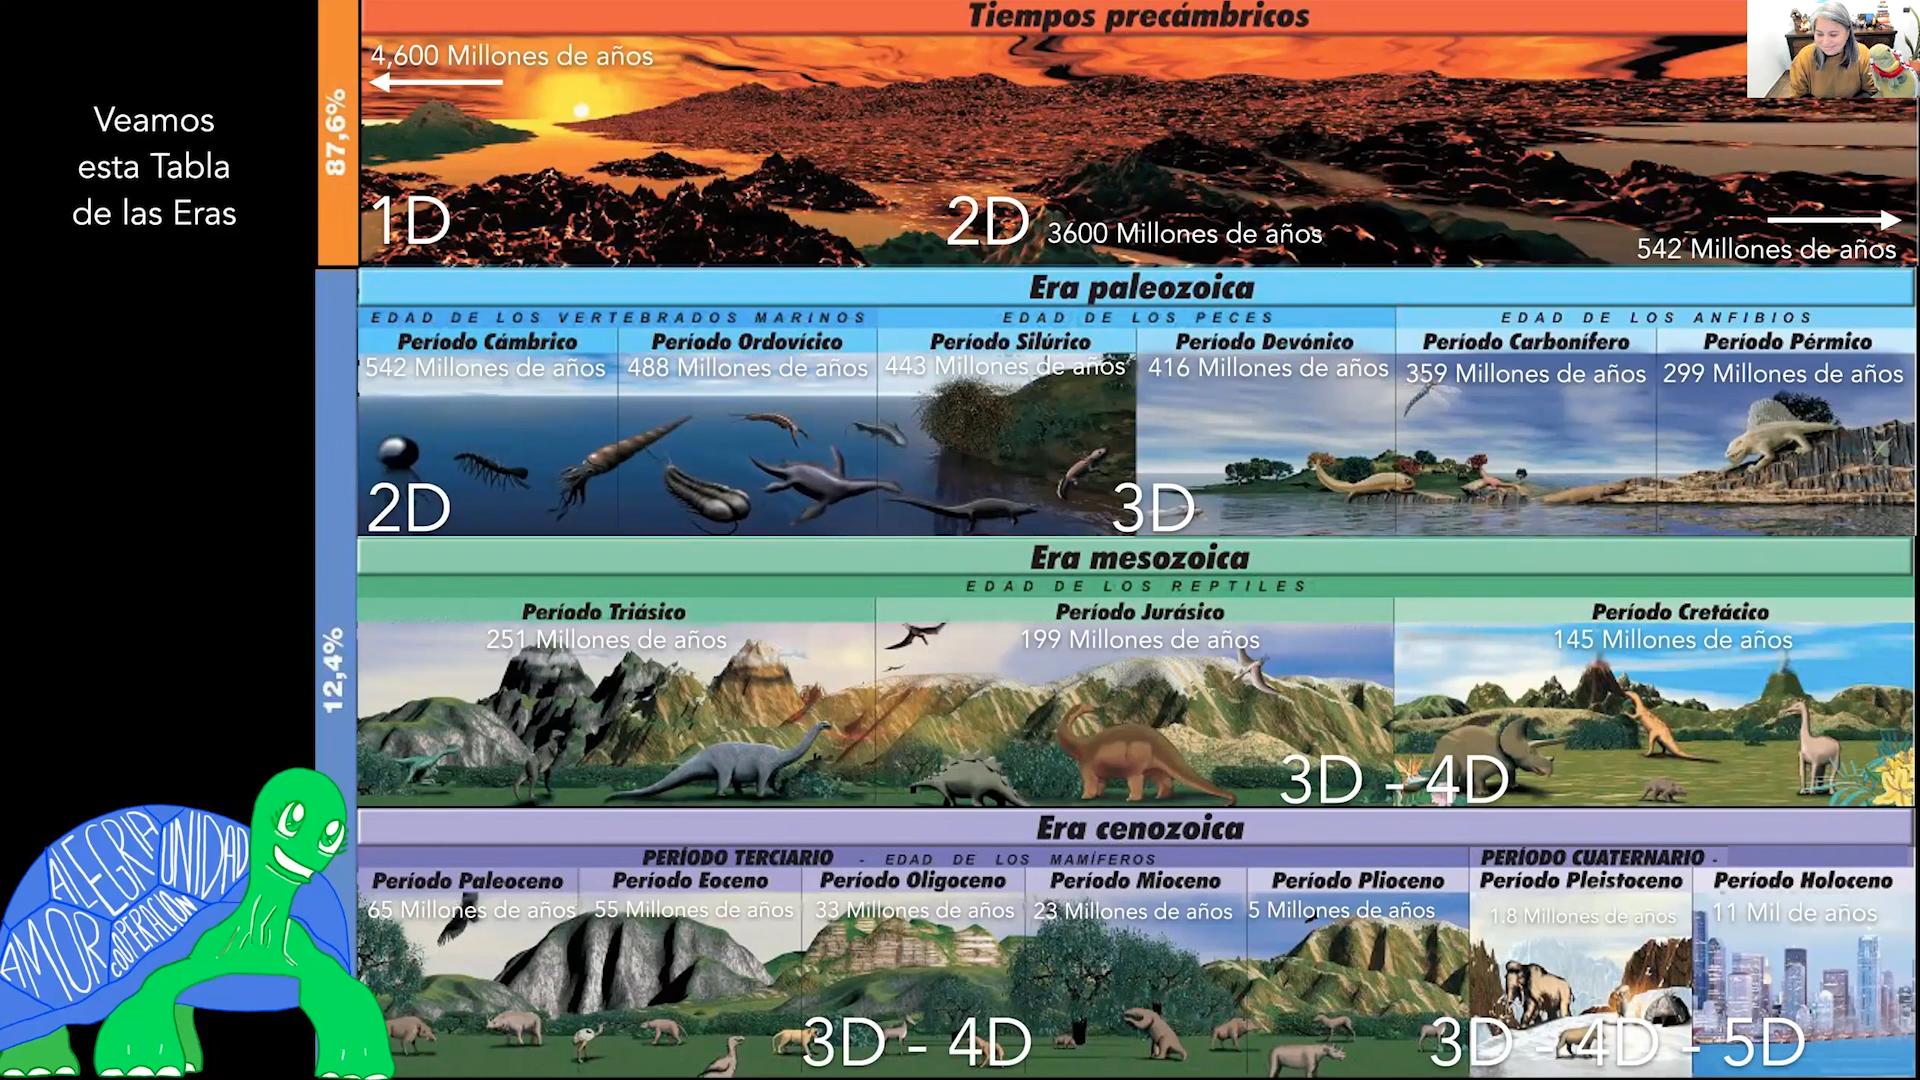 Veamos
esta Tabla
de las Eras
Tiempos precámbricos
4,600 Millones de años
87,6%
1D
2D 3600 Millones de años
542 Millones de años
Era paleozoica
EDAD DE LOS VERTEBRADOS MARINOS
EDAD DE LOS PECES
EDAD DE LOS ANFIBIOS
Período Cámbrico
542 Millones de años
Período Ordovícico
488 Millones de años
Período Silúrico
443 Millones de años
Período Devónico
416 Millones de años
Período Carbonífero
359 Millones de años
Período Pérmico
299 Millones de años
2D
3D
12,4%
Era mesozoica
EDAD DE LOS REPTILES
Período Triásico
251 Millones de años
Período Jurásico
199 Millones de años
Período Cretácico
145 Millones de años
3D - 4D
Era cenozoica
PERÍODO TERCIARIO - EDAD DE LOS MAMÍFEROS
PERÍODO CUATERNARIO -
Período Paleoceno
65 Millones de años
Período Eoceno
55 Millones de años
Período Oligoceno
33 Millones de años
Período Mioceno
23 Millones de años
Período Plioceno
5 Millones de años
Período Pleistoceno
1.8 Millones de años
Período Holoceno
11 Mil de años
3D - 4D
3D - 4D - 5D
ALEGRIA
UNIDAD
AMOR
COOPERACIÓN